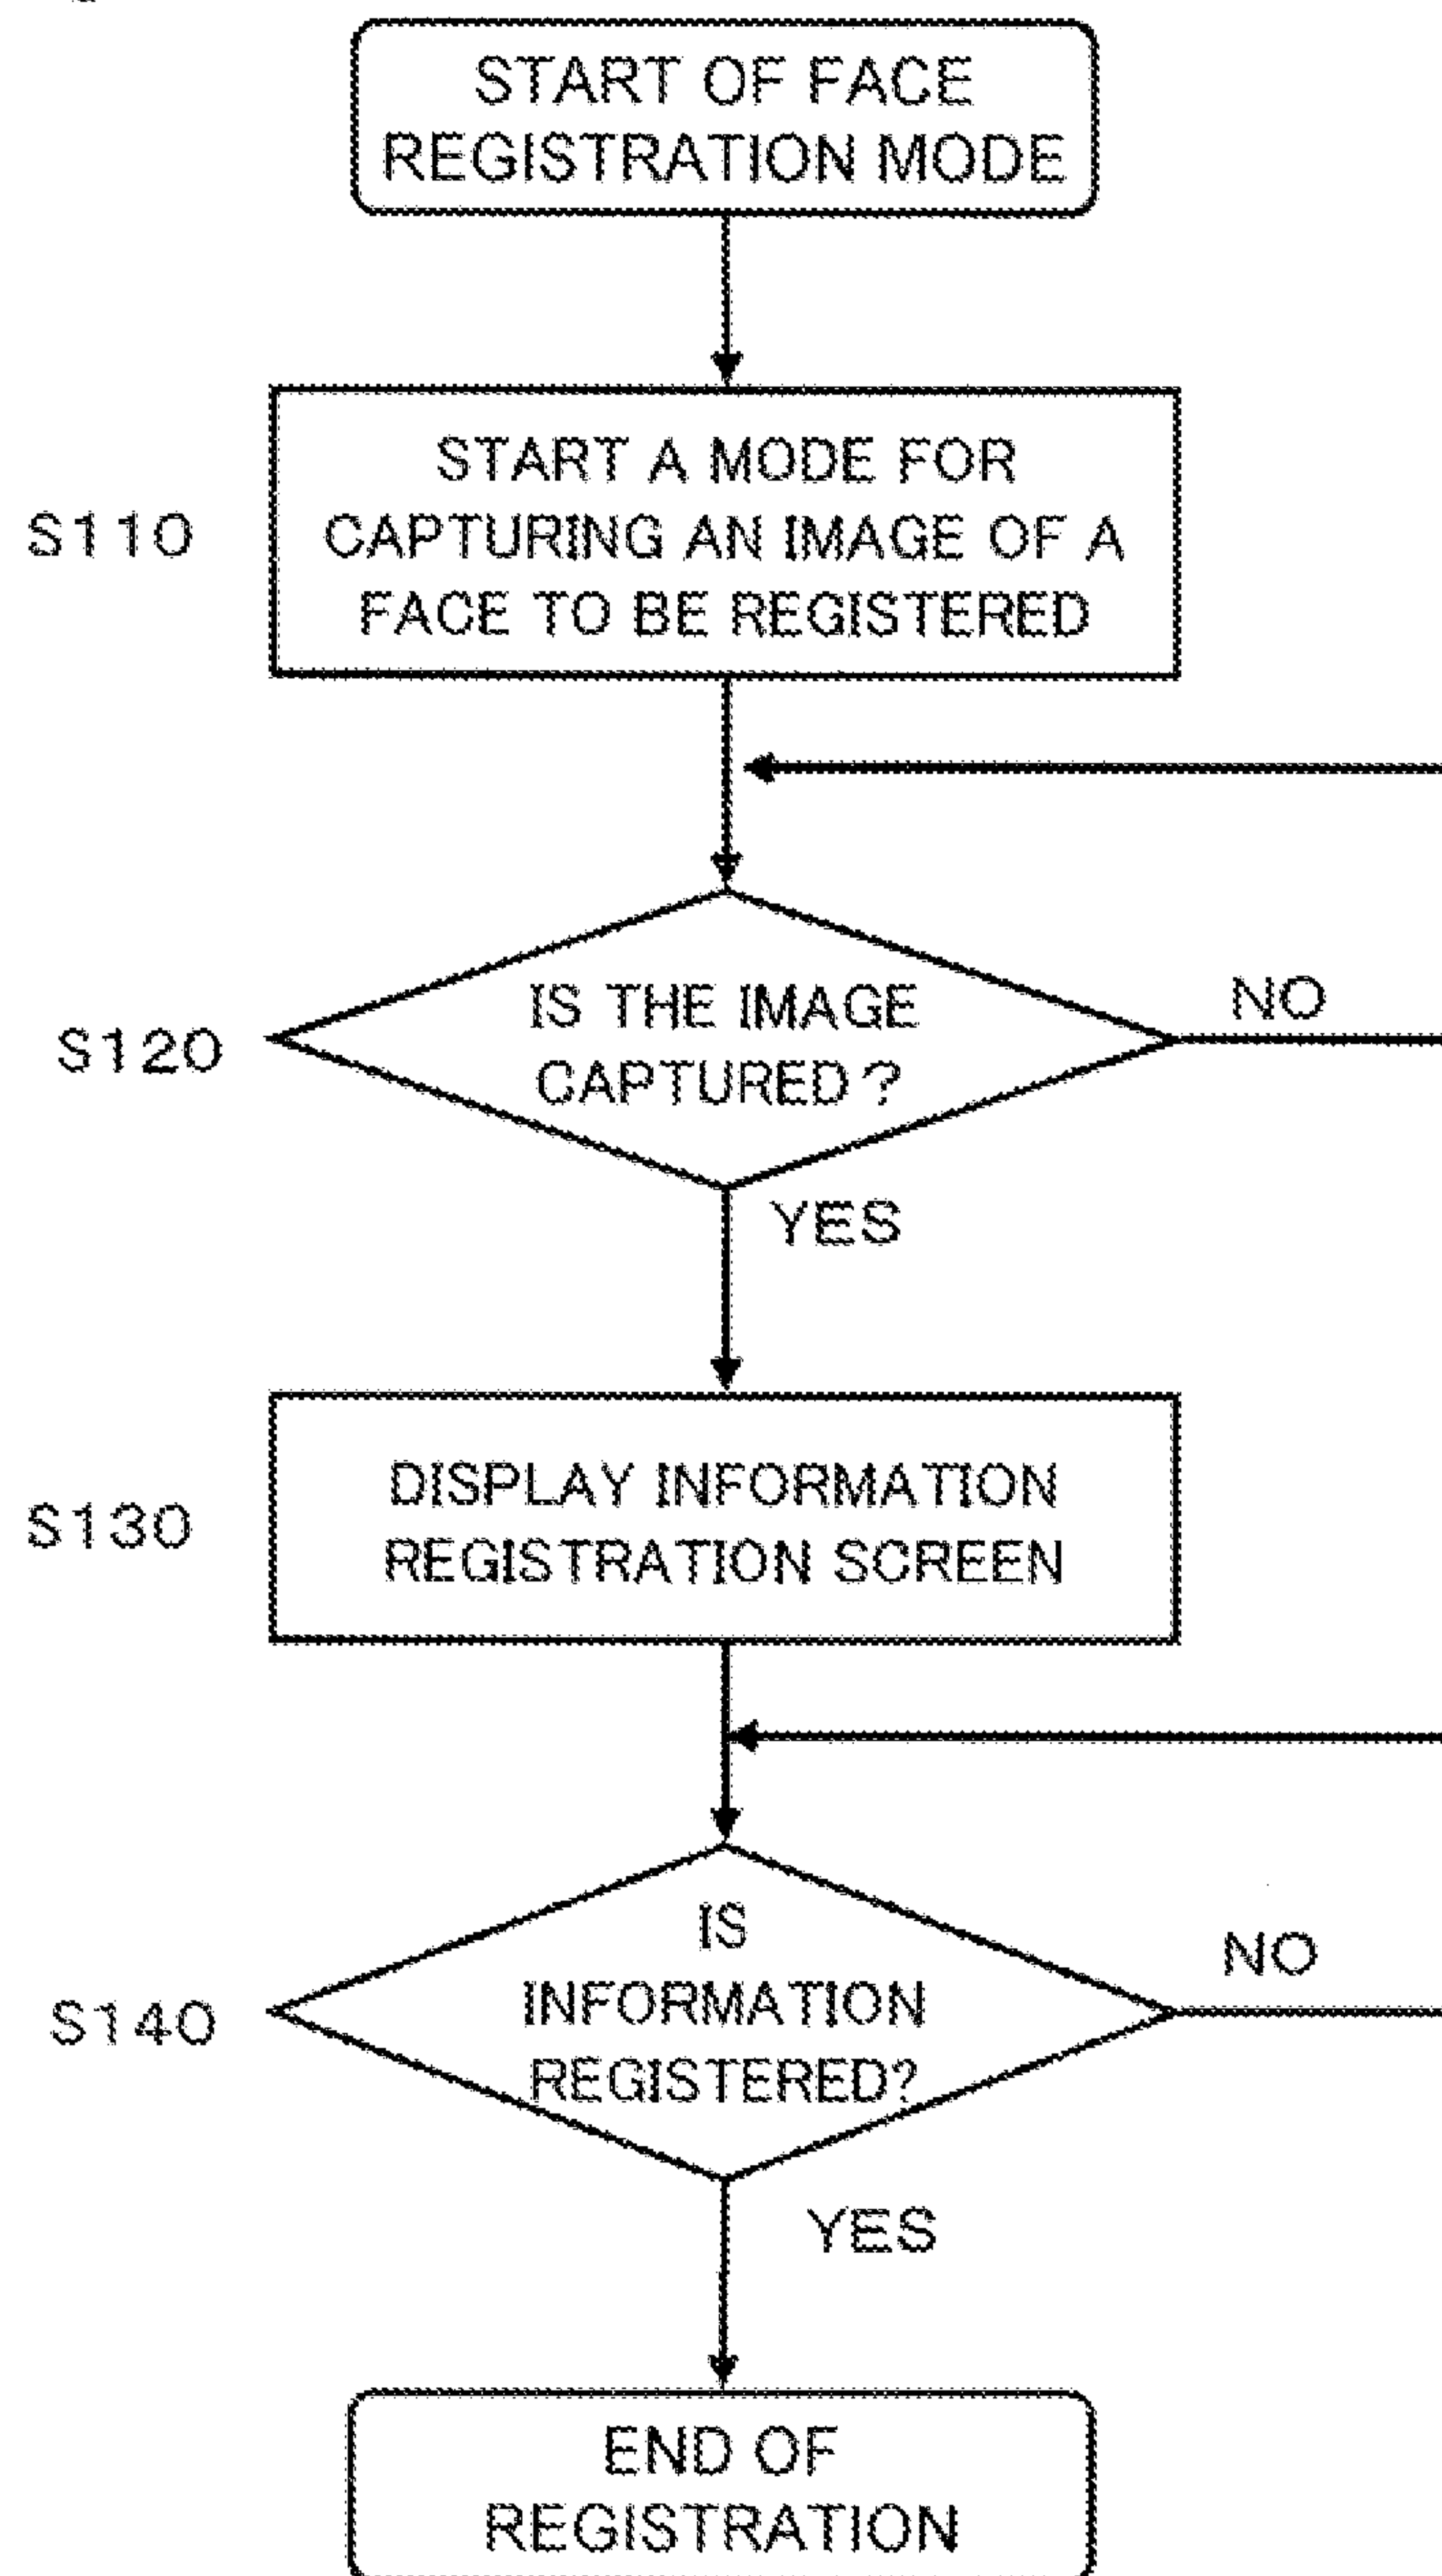 START OF FACE
REGISTRATION MODE
S110
START A MODE FOR
CAPTURING AN IMAGE OF A
FACE TO BE REGISTERED
S120
IS THE IMAGE
CAPTURED?
NO
YES
S130
DISPLAY INFORMATION
REGISTRATION SCREEN
S140
IS
INFORMATION
REGISTERED?
NO
YES
END OF
REGISTRATION